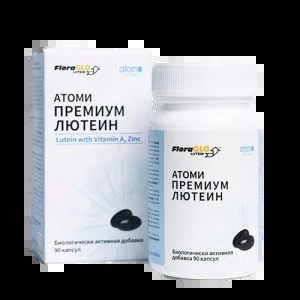 FloraGLO
LUTEIN
atomy
АТОМИ
ПРЕМИУМ
ЛЮТЕИН
Lutein with Vitamin A, Zinc
Биологически активная добавка
90 капсул
FloraGLO
LUTEIN
atomy
АТОМИ
ПРЕМИУМ
ЛЮТЕИН
Биологически активная
добавка 90 капсул